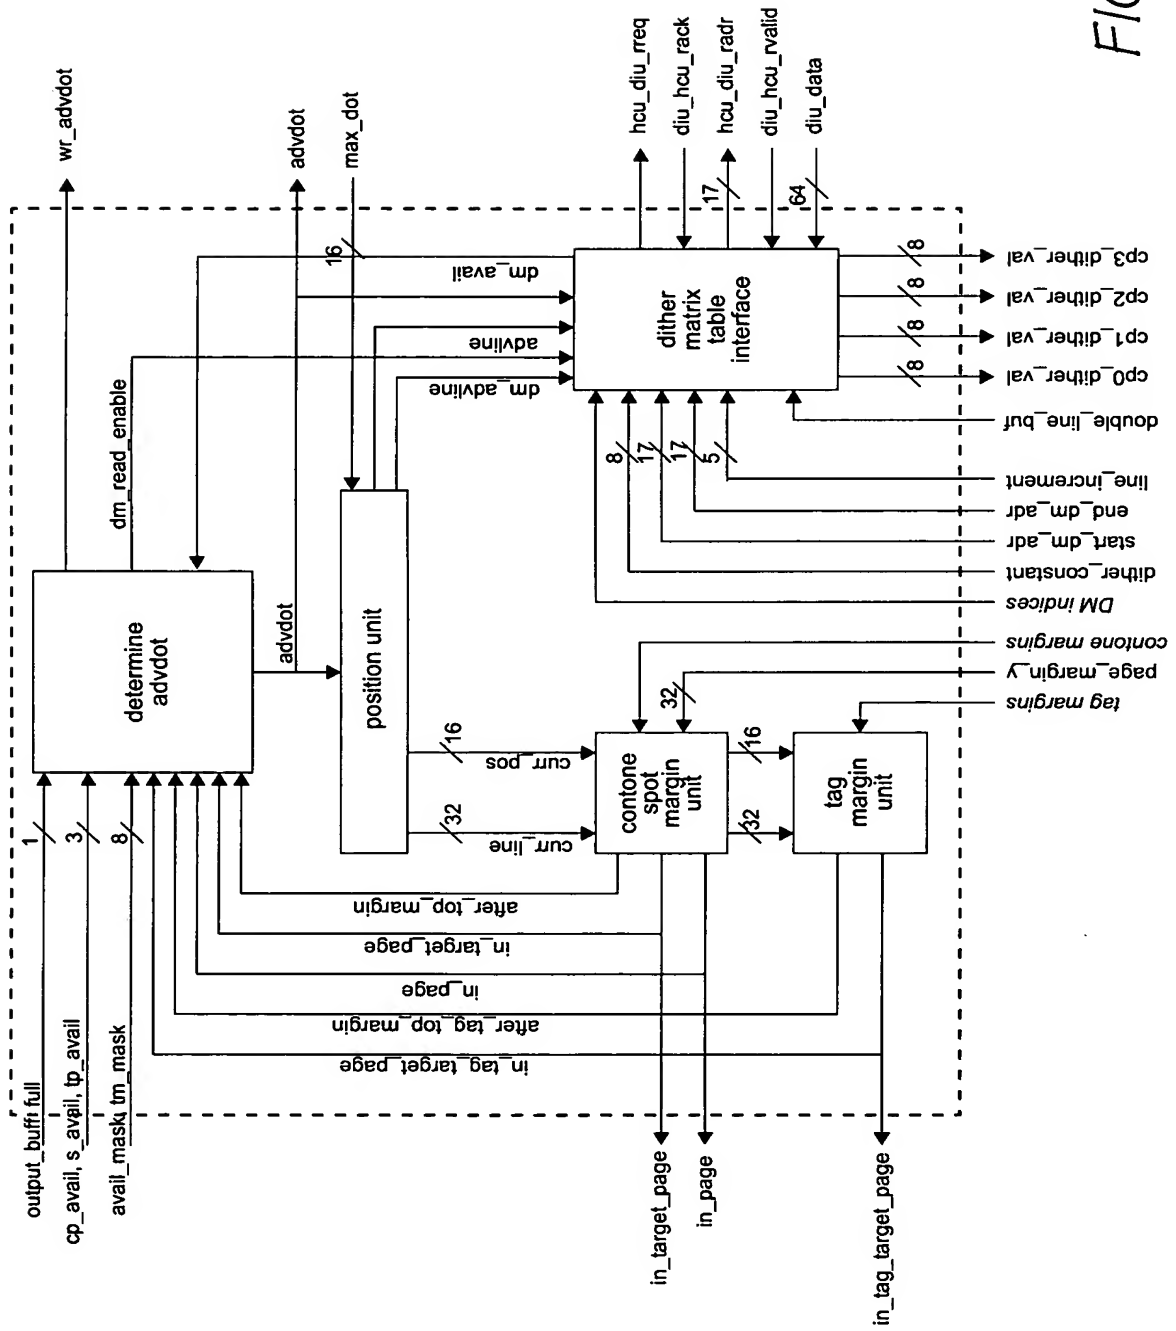 FIG
wr_advdot
advdot
max_dot
hcu_diu_rreq
diu_hcu_rack
hcu_diu_radr
diu_hcu_rvalid
diu_data
17
64
16
dm_avail
advline
dm_advline
dm_read_enable
determine
advdot
advdot
position unit
dither
matrix
table
interface
8
8
8
8
cp3_dither_val
cp2_dither_val
cp1_dither_val
cp0_dither_val
double_line_buf
line_increment
end_dm_adr
start_dm_adr
dither_constant
DM indices
contone margins
page_margin_y
tag margins
8
17
17
5
32
16
curr_pos
32
curr_line
contone
spot
margin
unit
16
32
tag
margin
unit
1
3
8
output_buff full
cp_avail, s_avail, tp_avail
avail_mask, tm_mask
after_top_margin
in_target_page
in_page
after_tag_top_margin
in_tag_target_page
in_target_page
in_page
in_tag_target_page